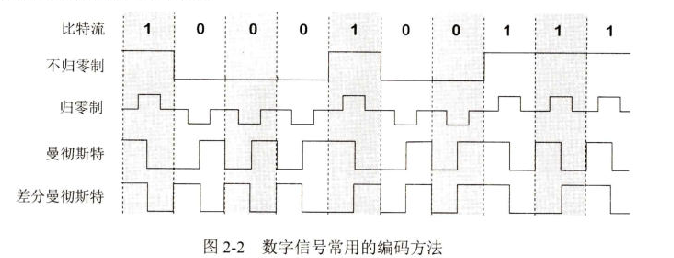 比特流 1 0 0 0 1 0 0 1 1 1
不归零制
归零制
曼彻斯特
差分曼彻斯特
图 2-2 数字信号常用的编码方法